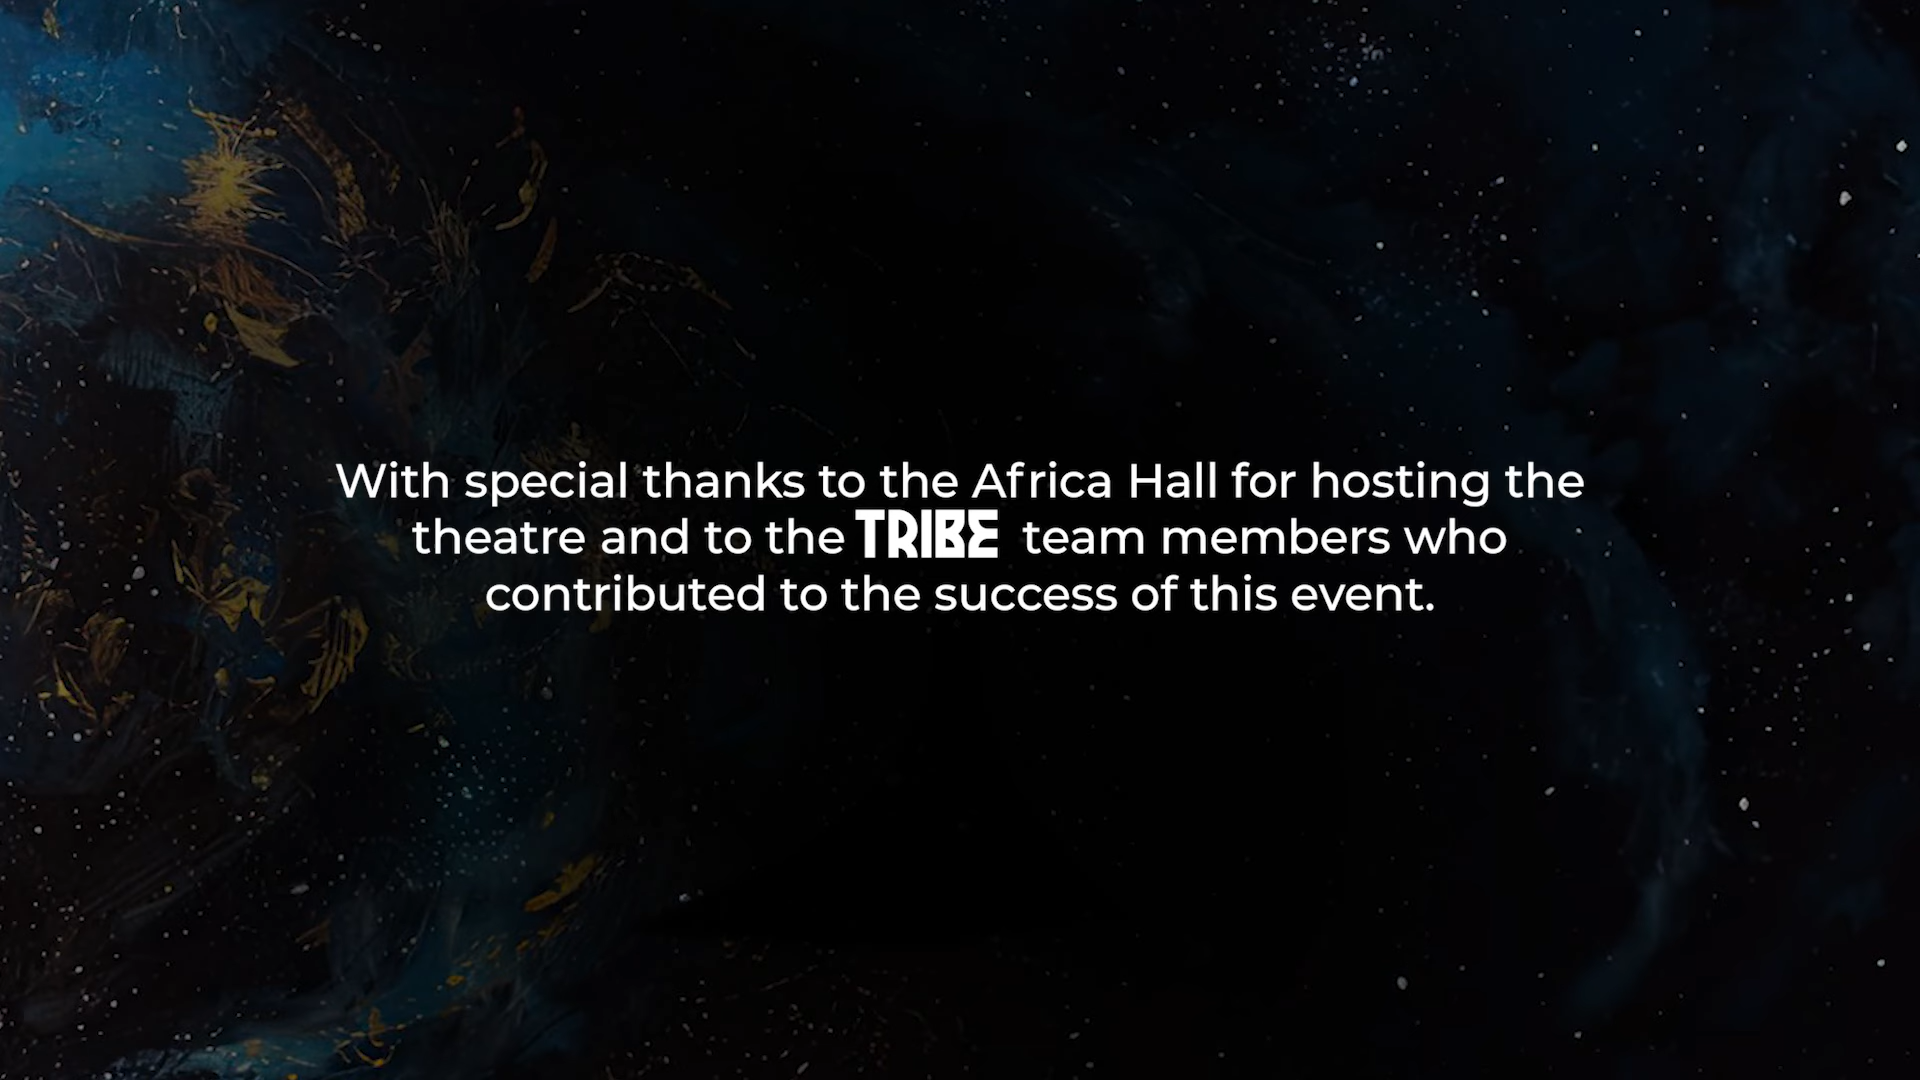 With special thanks to the Africa Hall for hosting the
theatre and to the TRIBE team members who
contributed to the success of this event.